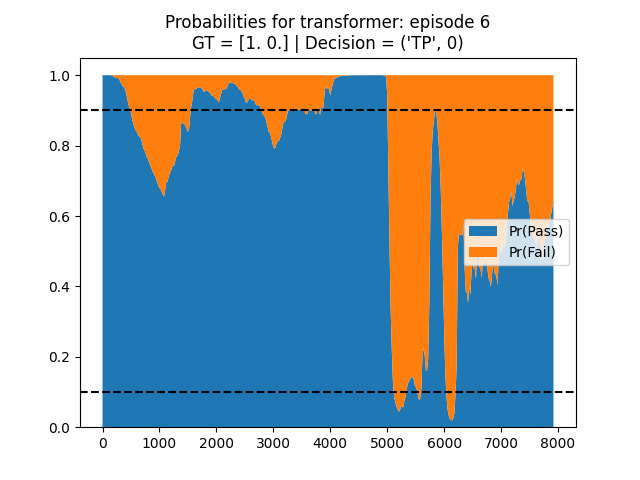 Probabilities for transformer: episode 6
GT = [1. 0.] | Decision = ('TP', 0)
1.0
0.8
0.6
0.4
0.2
0.0
Pr(Pass)
Pr(Fail)
0 1000 2000 3000 4000 5000 6000 7000 8000